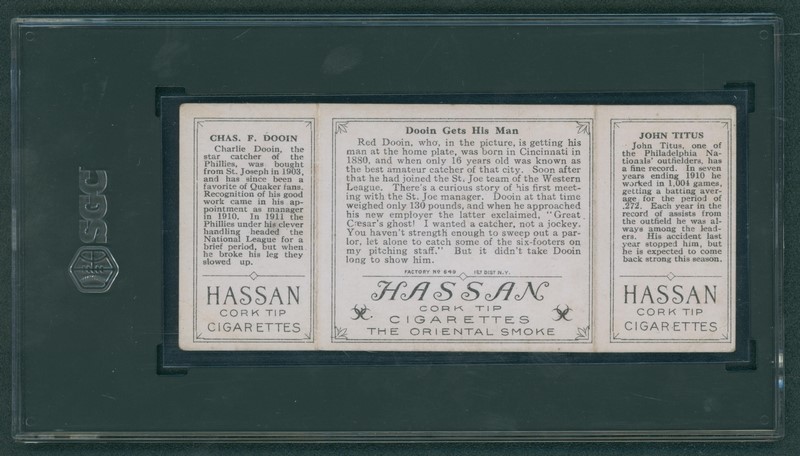 SGC
CHAS. F. DOOIN
Charlie Dooin, the
star catcher of the
Phillies, was bought
from St. Joseph in 1903,
and has since been a
favorite of Quaker fans.
Recognition of his good
work came in his ap-
pointment as manager
in 1910. In 1911 the
Phillies under his clever
handling headed the
National League for a
brief period, but when
he broke his leg they
slowed up.
HASSAN
CORK TIP
CIGARETTES
Dooin Gets His Man
Red Dooin, who, in the picture, is getting his
man at the home plate, was born in Cincinnati in
1880, and when only 16 years old was known as
the best amateur catcher of that city. Soon after
that he had joined the St. Joe team of the Western
League. There's a curious story of his first meet-
ing with the St. Joe manager. Dooin at that time
weighed only 130 pounds, and when he approached
his new employer the latter exclaimed, "Great
Cæsar's ghost! I wanted a catcher, not a jockey.
You haven't strength enough to sweep out a par-
lor, let alone to catch some of the six-footers on
my pitching staff." But it didn't take Dooin
long to show him.
FACTORY No 649 1ST DIST N.Y.
HASSAN
CORK TIP
CIGARETTES
THE ORIENTAL SMOKE
JOHN TITUS
John Titus, one of
the Philadelphia Na-
tionals' outfielders, has
a fine record. In seven
years ending 1910 he
worked in 1,004 games,
getting a batting aver-
age for the period of
.272. Each year in the
record of assists from
the outfield he was al-
ways among the lead-
ers. His accident last
year stopped him, but
he is expected to come
back strong this season.
HASSAN
CORK TIP
CIGARETTES